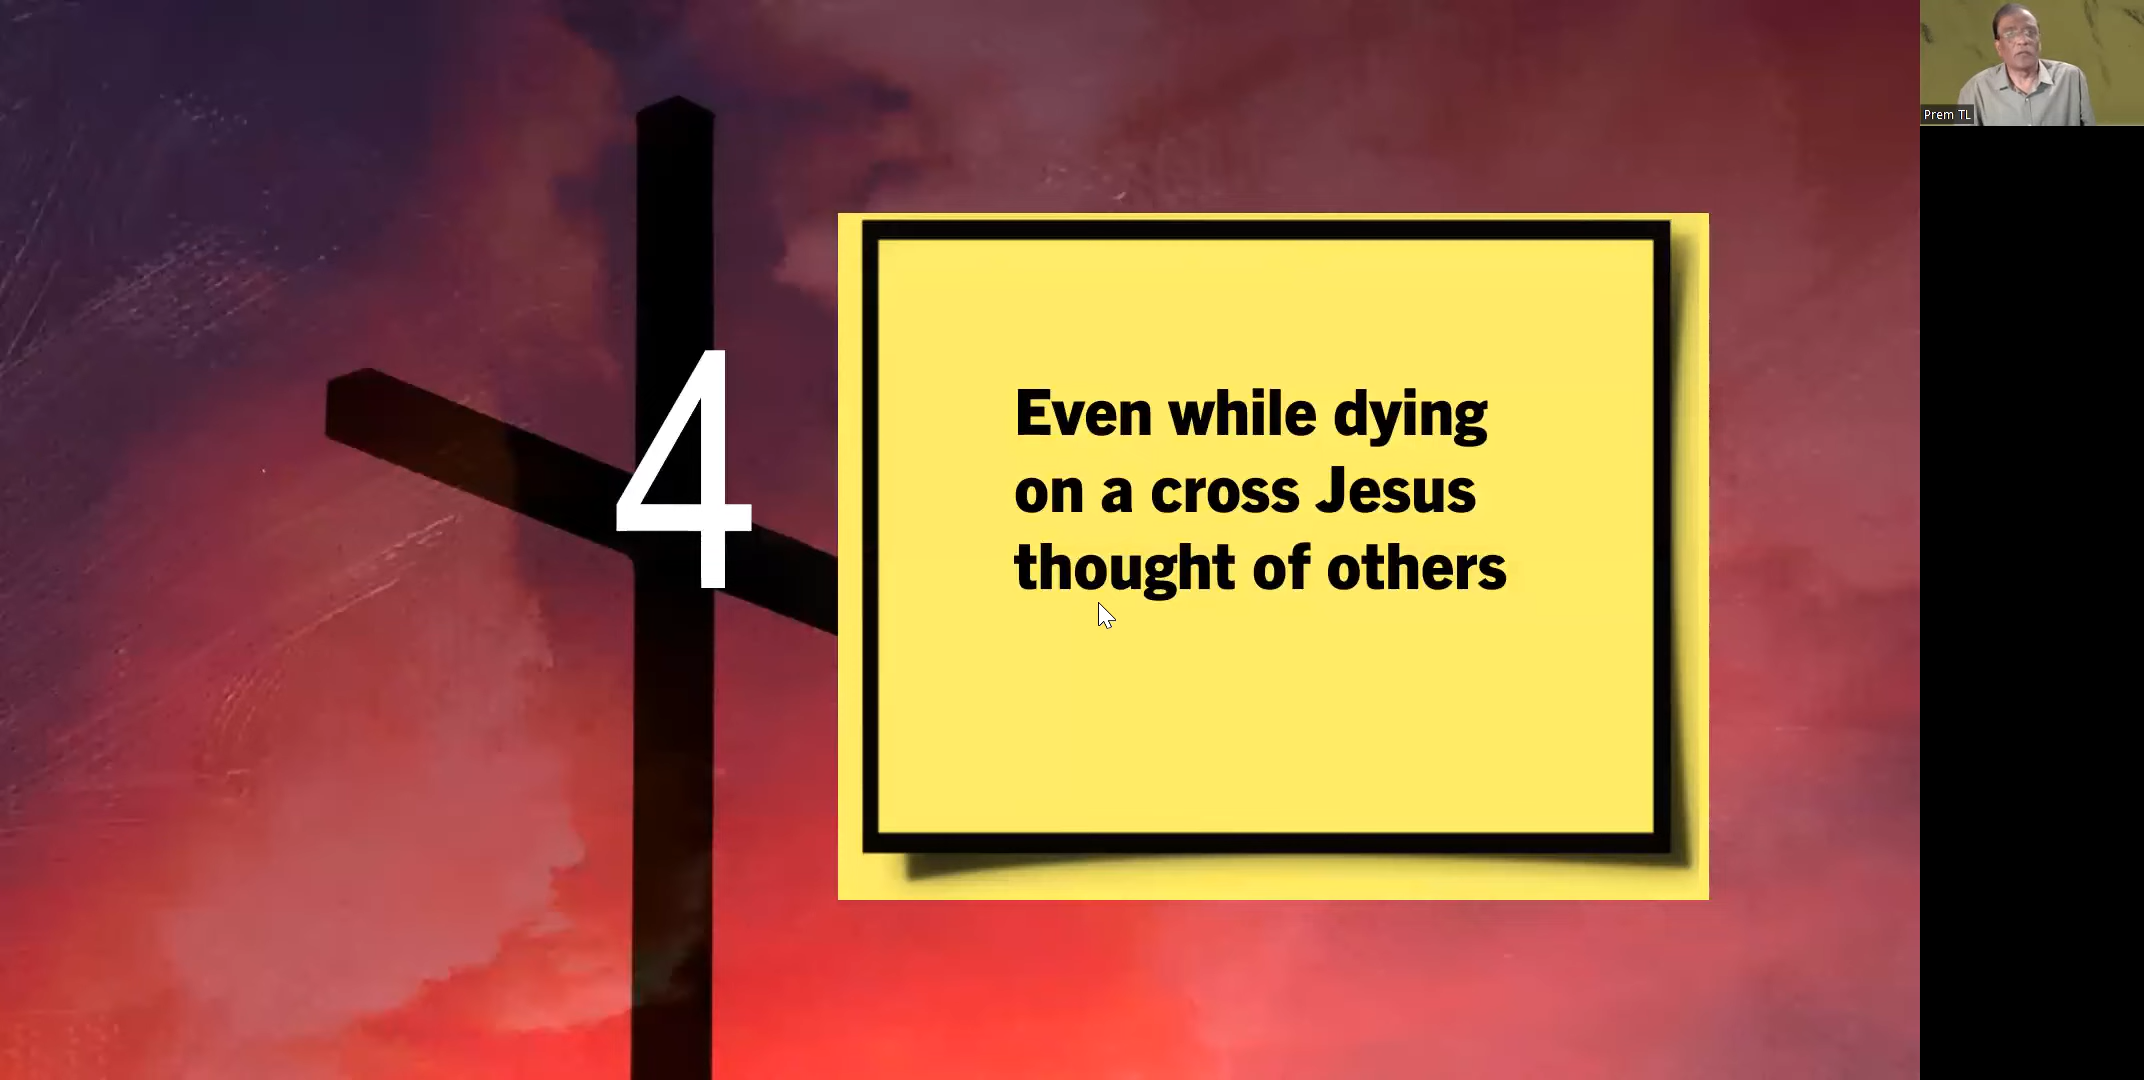 4
Even while dying
on a cross Jesus
thought of others
Prem TL